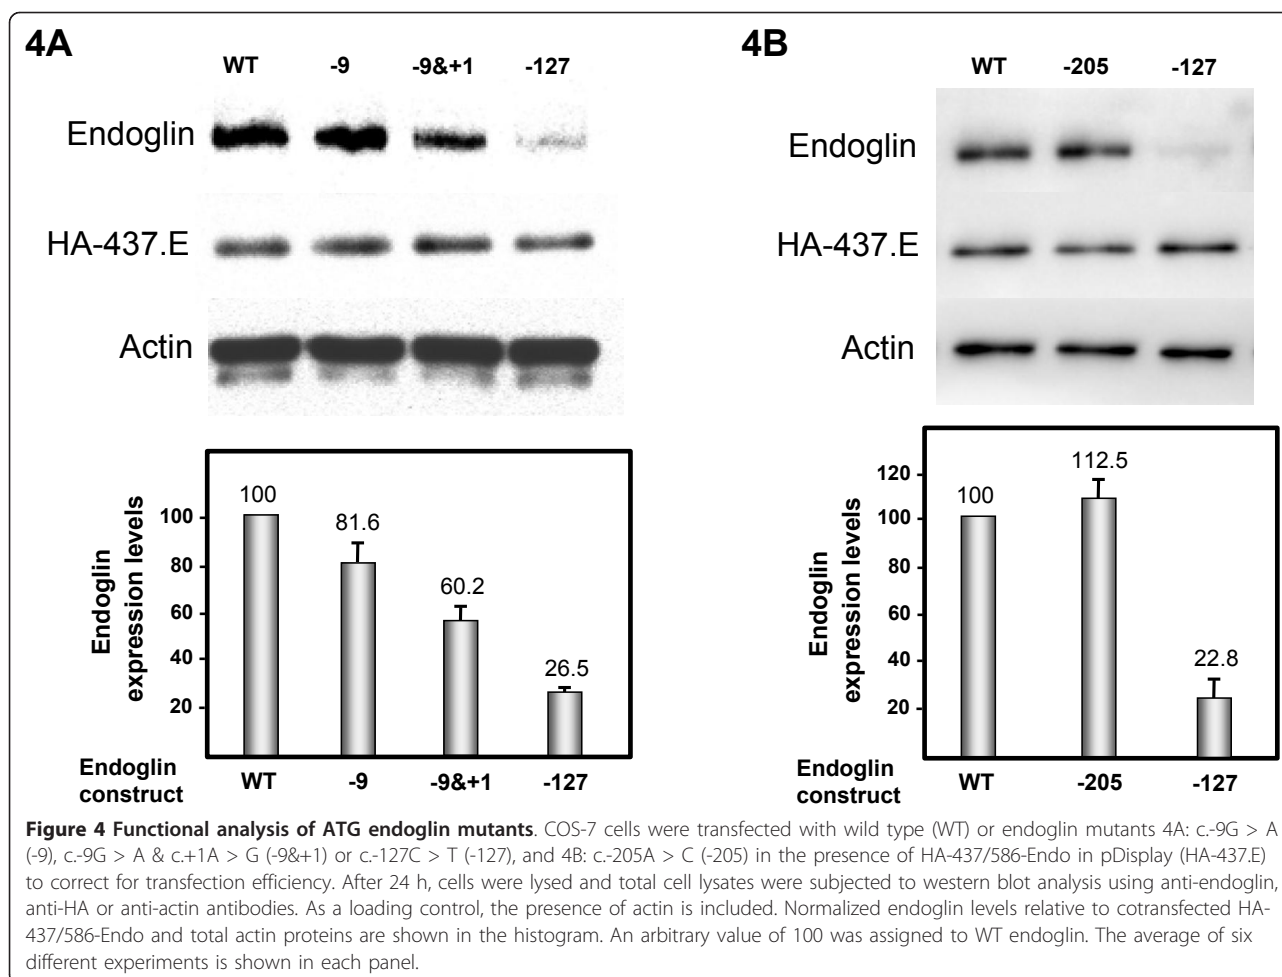 4A
WT -9 -9&+1 -127
Endoglin
HA-437.E
Actin
Endoglin
expression levels
100
80
60
40
20
100
81.6
60.2
26.5
Endoglin
construct
WT -9 -9&+1 -127
4B
WT -205 -127
Endoglin
HA-437.E
Actin
Endoglin
expression levels
120
100
80
60
40
20
100
112.5
22.8
Endoglin
construct
WT -205 -127
Figure 4 Functional analysis of ATG endoglin mutants. COS-7 cells were transfected with wild type (WT) or endoglin mutants 4A: c.-9G > A
(-9), c.-9G > A & c.+1A > G (-9&+1) or c.-127C > T (-127), and 4B: c.-205A > C (-205) in the presence of HA-437/586-Endo in pDisplay (HA-437.E)
to correct for transfection efficiency. After 24 h, cells were lysed and total cell lysates were subjected to western blot analysis using anti-endoglin,
anti-HA or anti-actin antibodies. As a loading control, the presence of actin is included. Normalized endoglin levels relative to cotransfected HA-
437/586-Endo and total actin proteins are shown in the histogram. An arbitrary value of 100 was assigned to WT endoglin. The average of six
different experiments is shown in each panel.